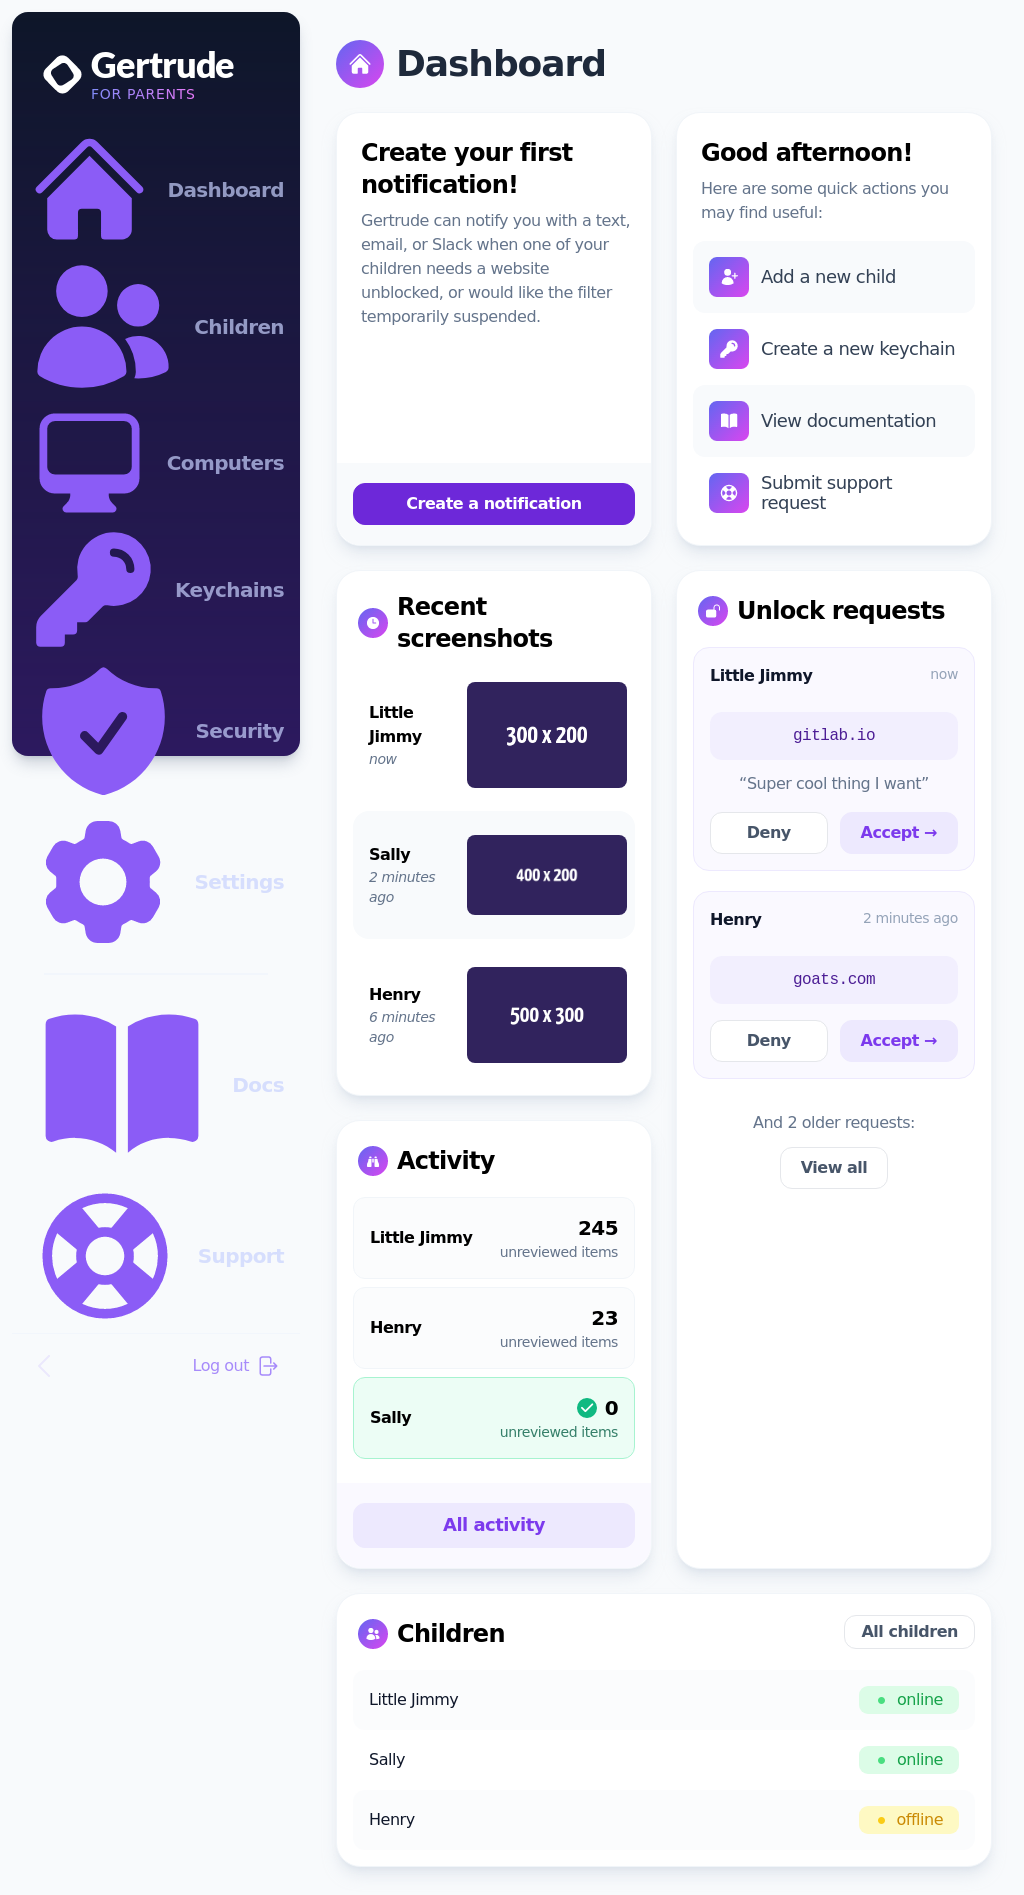 Gertrude
FOR PARENTS
Dashboard
Children
Computers
Keychains
Security
Settings
Docs
Support
Log out
Dashboard
Create your first
notification!
Gertrude can notify you with a text,
email, or Slack when one of your
children needs a website
unblocked, or would like the filter
temporarily suspended.
Create a notification
Good afternoon!
Here are some quick actions you
may find useful:
Add a new child
Create a new keychain
View documentation
Submit support
request
Recent
screenshots
Little
Jimmy
now
300 x 200
Sally
2 minutes
ago
400 x 200
Henry
6 minutes
ago
500 x 300
Unlock requests
Little Jimmy
now
gitlab.io
“Super cool thing I want”
Deny
Accept →
Henry
2 minutes ago
goats.com
Deny
Accept →
And 2 older requests:
View all
Activity
Little Jimmy
245
unreviewed items
Henry
23
unreviewed items
Sally
0
unreviewed items
All activity
Children
All children
Little Jimmy
online
Sally
online
Henry
offline